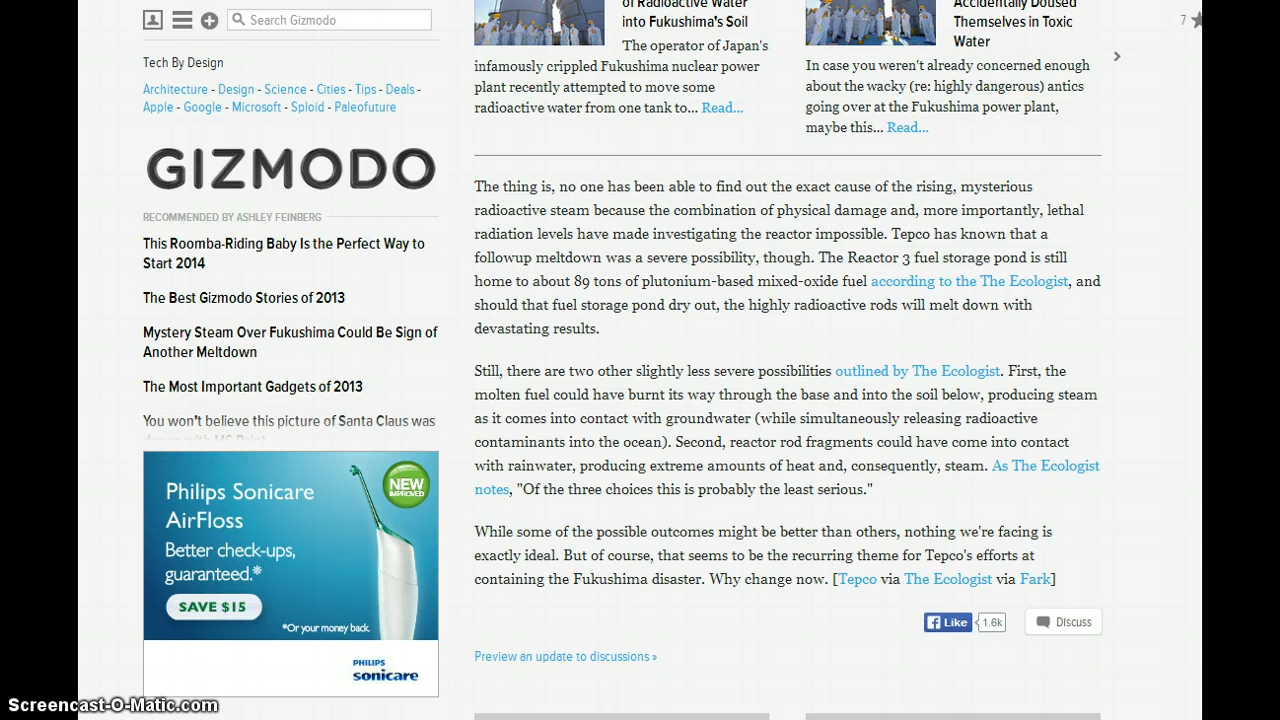 Search Gizmodo
Tech By Design
Architecture - Design - Science - Cities - Tips - Deals -
Apple - Google - Microsoft - Sploid - Paleofuture
GIZMODO
RECOMMENDED BY ASHLEY FEINBERG
This Roomba-Riding Baby Is the Perfect Way to
Start 2014
The Best Gizmodo Stories of 2013
Mystery Steam Over Fukushima Could Be Sign of
Another Meltdown
The Most Important Gadgets of 2013
You won't believe this picture of Santa Claus was
drawn with MS Paint
Philips Sonicare
AirFloss
NEW
IMPROVED
Better check-ups,
guaranteed.*
SAVE $15
*Or your money back.
PHILIPS
sonicare
of Radioactive Water
into Fukushima's Soil
The operator of Japan's
infamously crippled Fukushima nuclear power
plant recently attempted to move some
radioactive water from one tank to... Read...
Accidentally Doused
Themselves in Toxic
Water
In case you weren't already concerned enough
about the wacky (re: highly dangerous) antics
going over at the Fukushima power plant,
maybe this... Read...
7
The thing is, no one has been able to find out the exact cause of the rising, mysterious
radioactive steam because the combination of physical damage and, more importantly, lethal
radiation levels have made investigating the reactor impossible. Tepco has known that a
followup meltdown was a severe possibility, though. The Reactor 3 fuel storage pond is still
home to about 89 tons of plutonium-based mixed-oxide fuel according to the The Ecologist, and
should that fuel storage pond dry out, the highly radioactive rods will melt down with
devastating results.
Still, there are two other slightly less severe possibilities outlined by The Ecologist. First, the
molten fuel could have burnt its way through the base and into the soil below, producing steam
as it comes into contact with groundwater (while simultaneously releasing radioactive
contaminants into the ocean). Second, reactor rod fragments could have come into contact
with rainwater, producing extreme amounts of heat and, consequently, steam. As The Ecologist
notes, "Of the three choices this is probably the least serious."
While some of the possible outcomes might be better than others, nothing we're facing is
exactly ideal. But of course, that seems to be the recurring theme for Tepco's efforts at
containing the Fukushima disaster. Why change now. [Tepco via The Ecologist via Fark]
Like 1.6k
Discuss
Preview an update to discussions »
Screencast-O-Matic.com